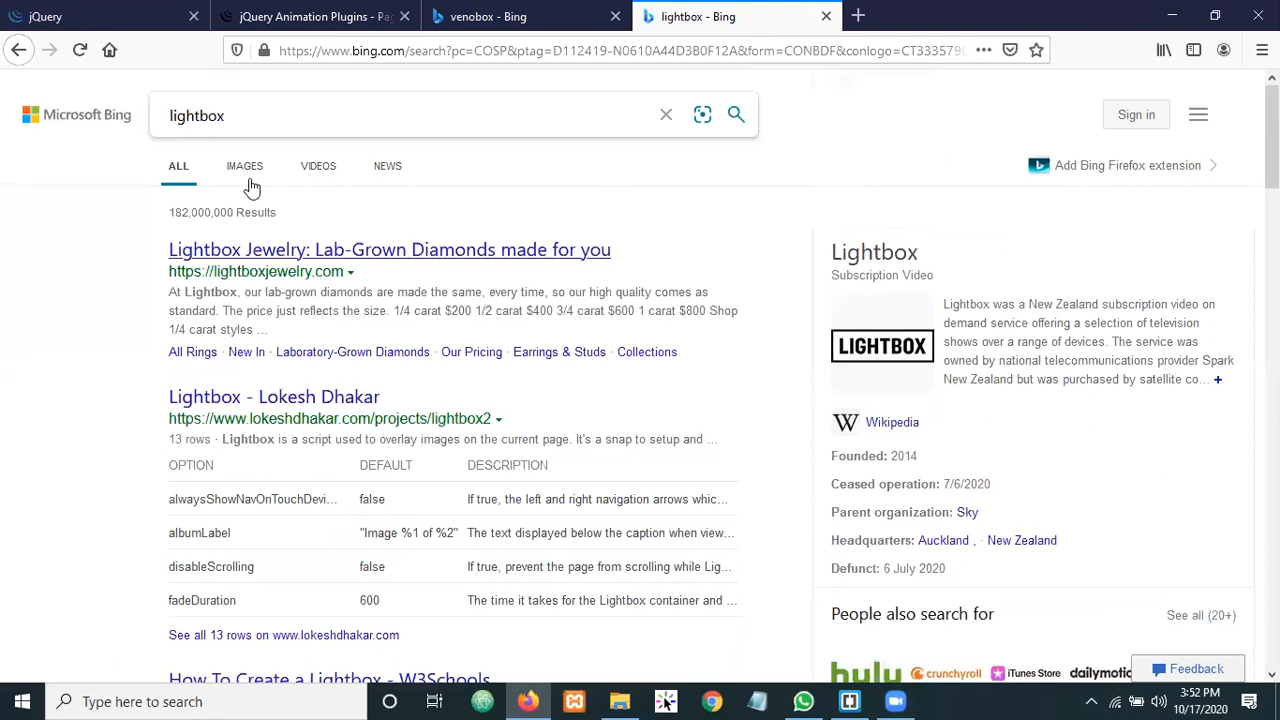 jQuery
jQuery Animation Plugins - Pa
venobox - Bing
lightbox - Bing
https://www.bing.com/search?pc=COSP&ptag=D112419-N0610A44D3B0F12A&form=CONBDF&conlogo=CT333579
Microsoft Bing
lightbox
Sign in
ALL
IMAGES
VIDEOS
NEWS
Add Bing Firefox extension
182,000,000 Results
Lightbox Jewelry: Lab-Grown Diamonds made for you
https://lightboxjewelry.com
At Lightbox, our lab-grown diamonds are made the same, every time, so our high quality comes as
standard. The price just reflects the size. 1/4 carat $200 1/2 carat $400 3/4 carat $600 1 carat $800 Shop
1/4 carat styles ...
All Rings · New In · Laboratory-Grown Diamonds · Our Pricing · Earrings & Studs · Collections
Lightbox - Lokesh Dhakar
https://www.lokeshdhakar.com/projects/lightbox2
13 rows · Lightbox is a script used to overlay images on the current page. It's a snap to setup and ...
OPTION DEFAULT DESCRIPTION
alwaysShowNavOnTouchDevi... false If true, the left and right navigation arrows whic...
albumLabel "Image %1 of %2" The text displayed below the caption when view...
disableScrolling false If true, prevent the page from scrolling while Lig...
fadeDuration 600 The time it takes for the Lightbox container and ...
See all 13 rows on www.lokeshdhakar.com
How To Create a Lightbox - W3Schools
Lightbox
Subscription Video
LIGHTBOX
Lightbox was a New Zealand subscription video on
demand service offering a selection of television
shows over a range of devices. The service was
owned by national telecommunications provider Spark
New Zealand but was purchased by satellite co... +
W Wikipedia
Founded: 2014
Ceased operation: 7/6/2020
Parent organization: Sky
Headquarters: Auckland , · New Zealand
Defunct: 6 July 2020
People also search for
See all (20+)
hulu
crunchyroll
iTunes Store
dailymotion
Feedback
Type here to search
3:52 PM
10/17/2020